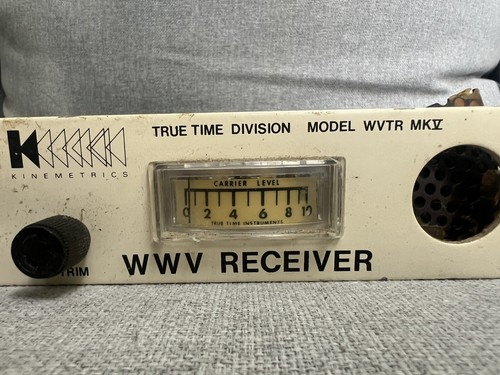 TRUE TIME DIVISION MODEL WVTR MKV
K
KINEMETRICS
CARRIER LEVEL
0 2 4 6 8 10
TRUE TIME INSTRUMENTS
TRIM
WWV RECEIVER